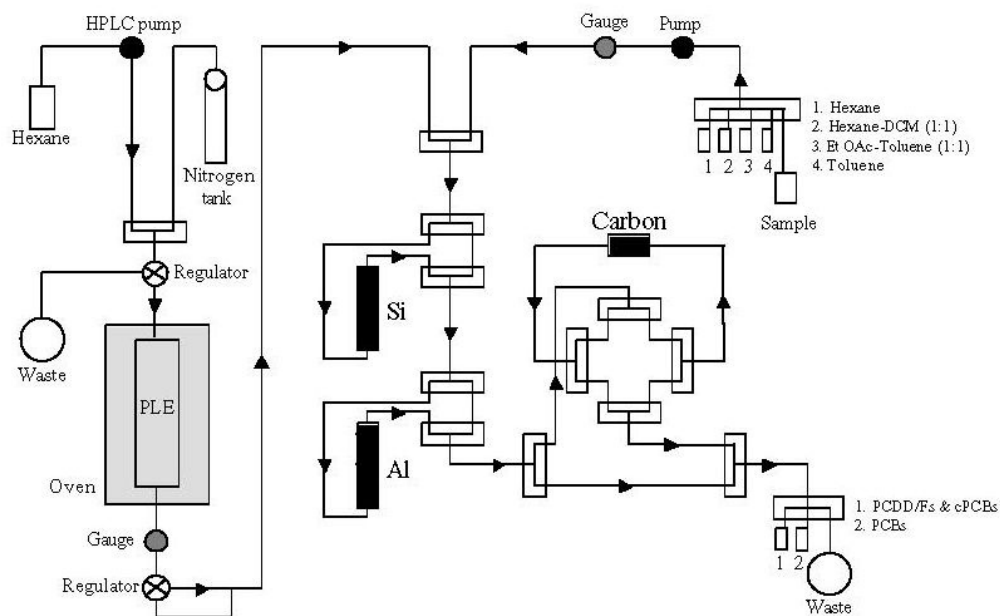 HPLC pump
Gauge
Pump
Hexane
Nitrogen
tank
1. Hexane
2. Hexane-DCM (1:1)
3. Et OAc-Toluene (1:1)
4. Toluene
1 2 3 4
Sample
Regulator
Carbon
Si
Waste
PLE
Al
Oven
1. PCDD/Fs & cPCBs
2. PCBs
Gauge
1 2
Regulator
Waste